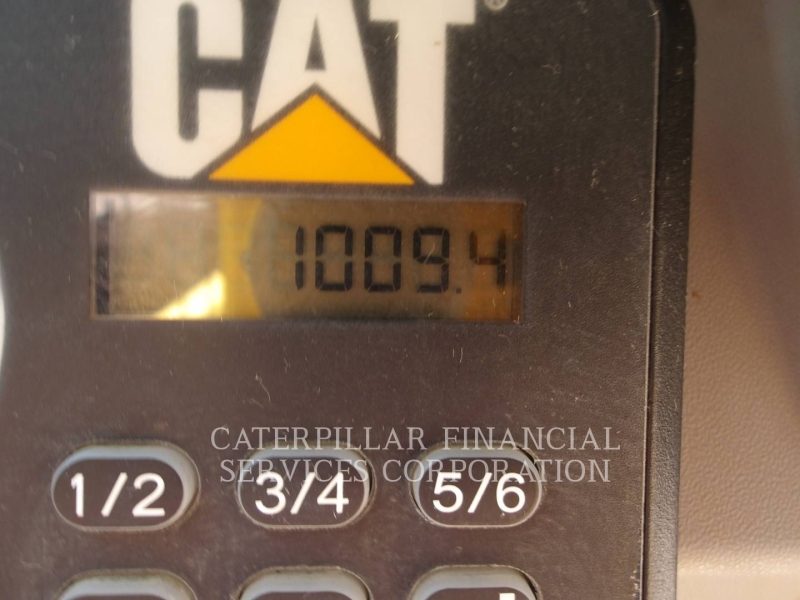 CAT®
1009.4
CATERPILLAR FINANCIAL
SERVICES CORPORATION
1/2 3/4 5/6